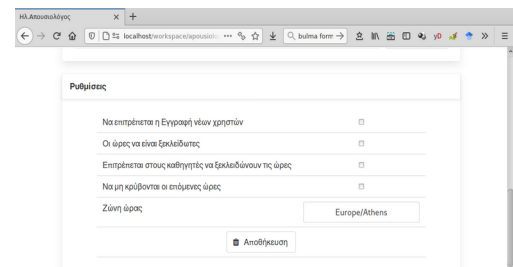 Ηλ.Απουσιολόγος
localhost/workspace/apousiolo
bulma form
Ρυθμίσεις
Να επιτρέπεται η Εγγραφή νέων χρηστών
Οι ώρες να είναι ξεκλείδωτες
Επιτρέπεται στους καθηγητές να ξεκλειδώνουν τις ώρες
Να μη κρύβονται οι επόμενες ώρες
Ζώνη ώρας
Europe/Athens
Αποθήκευση